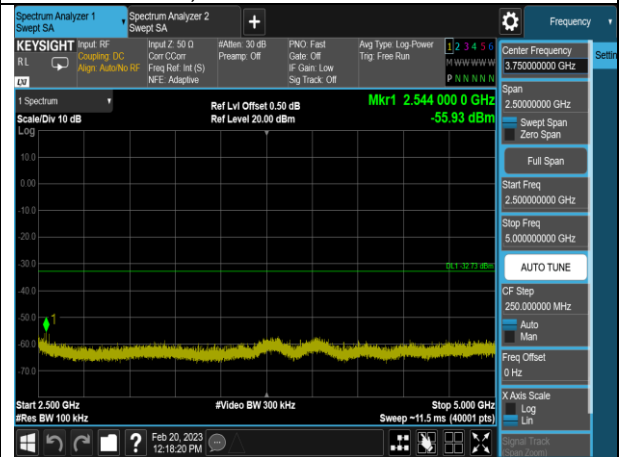 Spectrum Analyzer 1
Swept SA
Spectrum Analyzer 2
Swept SA
+
Frequency
KEYSIGHT
RL
LXI
Input: RF
Coupling: DC
Align: Auto/No RF
Input Z: 50 Ω
Corr CCorr
Freq Ref: Int (S)
NFE: Adaptive
#Atten: 30 dB
Preamp: Off
PNO: Fast
Gate: Off
IF Gain: Low
Sig Track: Off
Avg Type: Log-Power
Trig: Free Run
1 2 3 4 5 6
M W W W W W
P N N N N N
1 Spectrum
Scale/Div 10 dB
Log
Ref Lvl Offset 0.50 dB
Ref Level 20.00 dBm
Mkr1 2.544 000 0 GHz
-55.93 dBm
10.0
0.00
-10.0
-20.0
-30.0
-40.0
-50.0
-60.0
-70.0
DL1 -32.73 dBm
1
Start 2.500 GHz
#Res BW 100 kHz
#Video BW 300 kHz
Stop 5.000 GHz
Sweep ~11.5 ms (40001 pts)
Center Frequency
3.750000000 GHz
Settin
Span
2.50000000 GHz
Swept Span
Zero Span
Full Span
Start Freq
2.500000000 GHz
Stop Freq
5.000000000 GHz
AUTO TUNE
CF Step
250.000000 MHz
Auto
Man
Freq Offset
0 Hz
X Axis Scale
Log
Lin
Signal Track
(Span Zoom)
?
Feb 20, 2023
12:18:20 PM